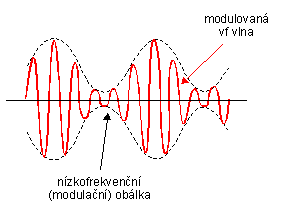 modulovaná
vf vlna
nízkofrekvenční
(modulační) obálka